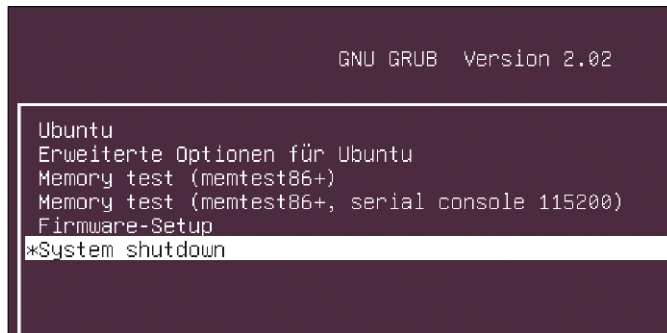 GNU GRUB  Version 2.02
Ubuntu
Erweiterte Optionen für Ubuntu
Memory test (memtest86+)
Memory test (memtest86+, serial console 115200)
Firmware-Setup
*System shutdown